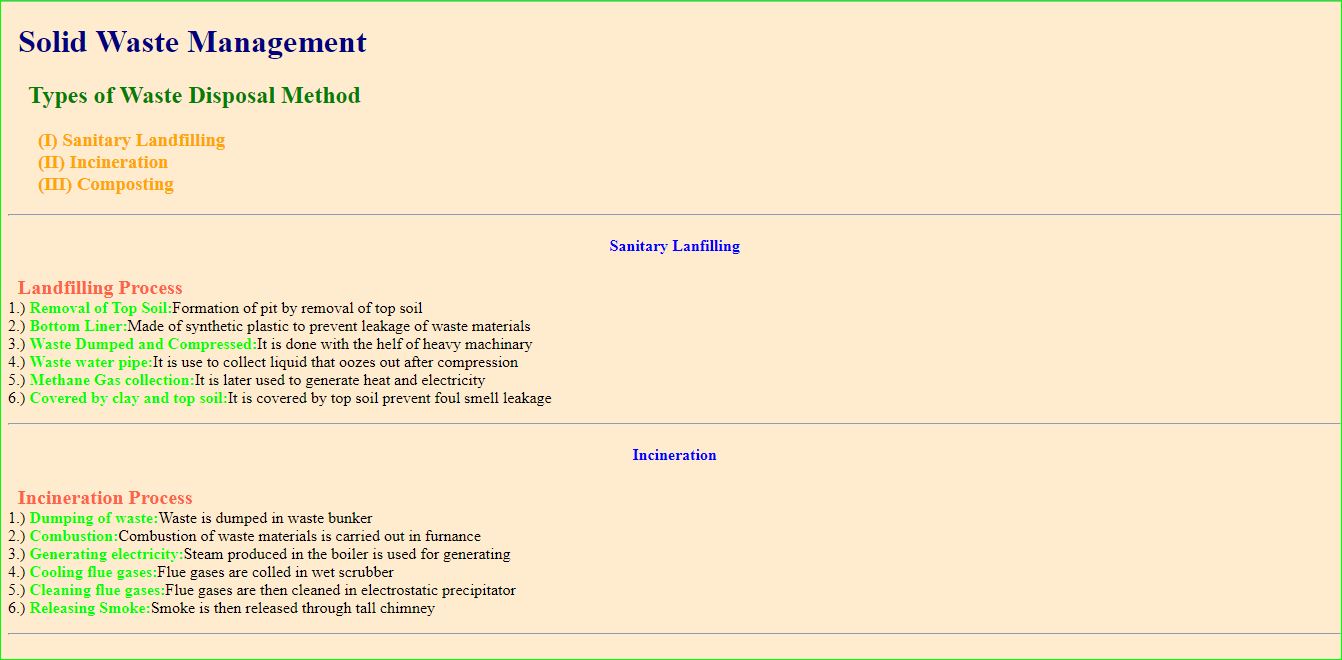 Solid Waste Management
Types of Waste Disposal Method
(I) Sanitary Landfilling
(II) Incineration
(III) Composting
Sanitary Lanfilling
Landfilling Process
1.) Removal of Top Soil:Formation of pit by removal of top soil
2.) Bottom Liner:Made of synthetic plastic to prevent leakage of waste materials
3.) Waste Dumped and Compressed:It is done with the helf of heavy machinary
4.) Waste water pipe:It is use to collect liquid that oozes out after compression
5.) Methane Gas collection:It is later used to generate heat and electricity
6.) Covered by clay and top soil:It is covered by top soil prevent foul smell leakage
Incineration
Incineration Process
1.) Dumping of waste:Waste is dumped in waste bunker
2.) Combustion:Combustion of waste materials is carried out in furnance
3.) Generating electricity:Steam produced in the boiler is used for generating
4.) Cooling flue gases:Flue gases are colled in wet scrubber
5.) Cleaning flue gases:Flue gases are then cleaned in electrostatic precipitator
6.) Releasing Smoke:Smoke is then released through tall chimney